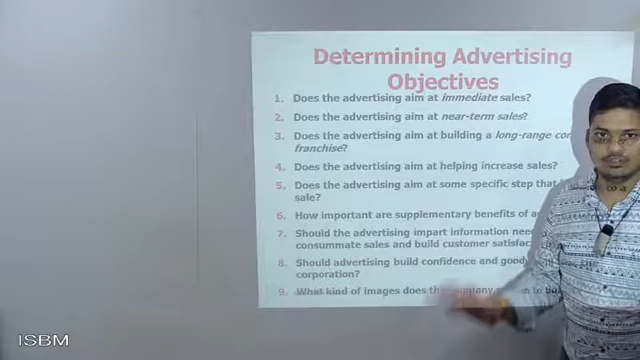 Determining Advertising
Objectives
1. Does the advertising aim at immediate sales?
2. Does the advertising aim at near-term sales?
3. Does the advertising aim at building a long-range
franchise?
4. Does the advertising aim at helping increase sales?
5. Does the advertising aim at some specific step that
sale?
6. How important are supplementary benefits of
7. Should the advertising impart information
consummate sales and build customer
8. Should advertising build confidence and
corporation?
9. What kind of images does the company
ISBM